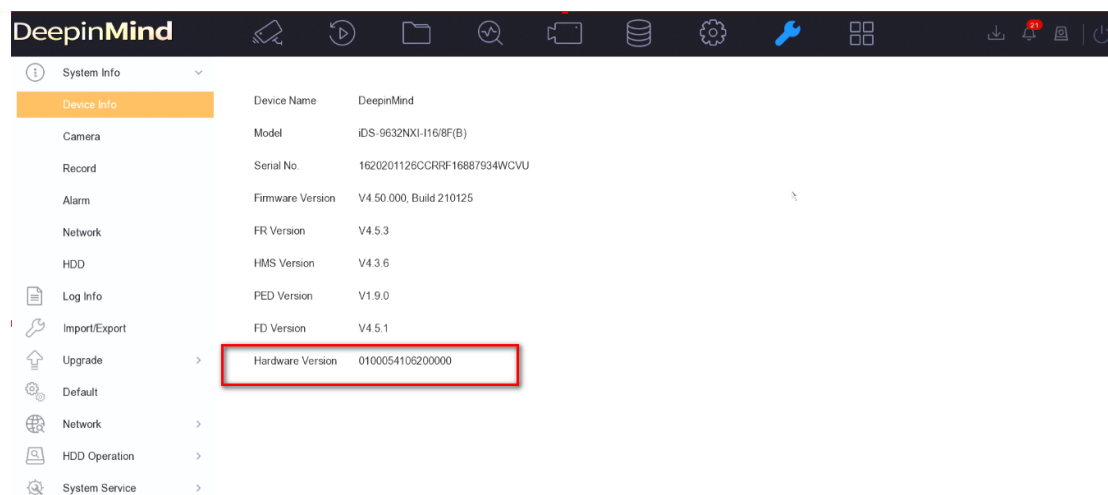 DeepinMind
21
System Info
Device Info
Camera
Record
Alarm
Network
HDD
Log Info
Import/Export
Upgrade
Default
Network
HDD Operation
System Service
Device Name DeepinMind
Model iDS-9632NXI-I16/8F(B)
Serial No. 1620201126CCRRF16887934WCVU
Firmware Version V4.50.000, Build 210125
FR Version V4.5.3
HMS Version V4.3.6
PED Version V1.9.0
FD Version V4.5.1
Hardware Version 0100054106200000